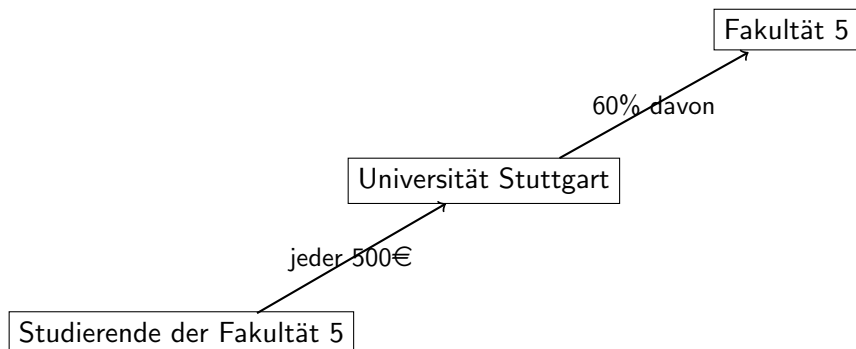 Fakultät 5
60% davon
Universität Stuttgart
jeder 500€
Studierende der Fakultät 5